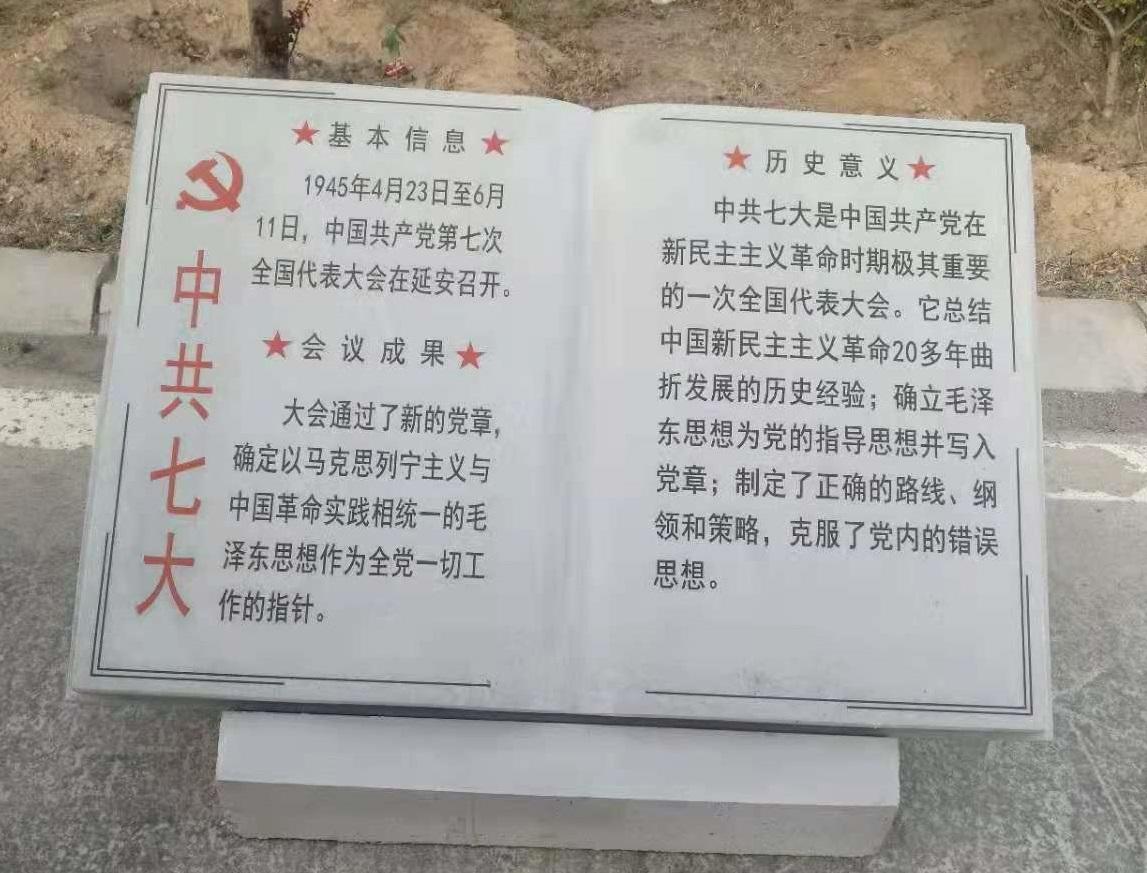 中共七大
★基本信息★
1945年4月23日至6月
11日，中国共产党第七次
全国代表大会在延安召开。
★会议成果★
大会通过了新的党章，
确定以马克思列宁主义与
中国革命实践相统一的毛
泽东思想作为全党一切工
作的指针。
★历史意义★
中共七大是中国共产党在
新民主主义革命时期极其重要
的一次全国代表大会。它总结
中国新民主主义革命20多年曲
折发展的历史经验；确立毛泽
东思想为党的指导思想并写入
党章；制定了正确的路线、纲
领和策略，克服了党内的错误
思想。